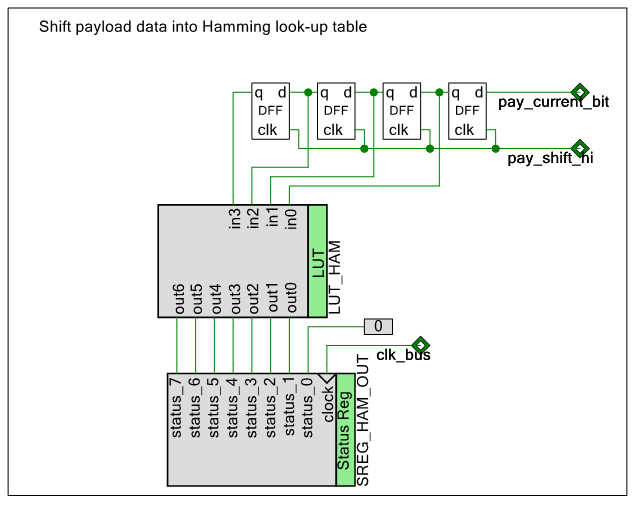 Shift payload data into Hamming look-up table
q d q d q d q d
DFF DFF DFF DFF
clk clk clk clk
pay_current_bit
pay_shift_hi
in3 in2 in1 in0
LUT
LUT_HAM
out6 out5 out4 out3 out2 out1 out0
0
clk_bus
status_7 status_6 status_5 status_4 status_3 status_2 status_1 status_0 clock
Status Reg
SREG_HAM_OUT